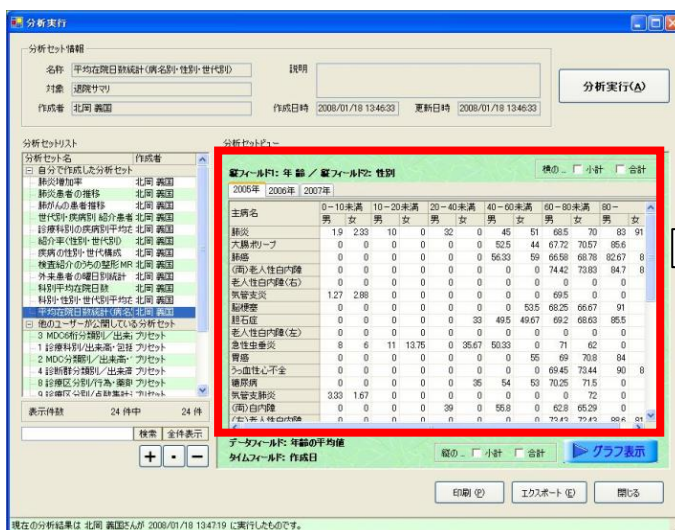 分析実行
分析セット情報
名称 平均在院日数統計(病名別・性別・世代別) 説明
対象 退院サマリ
作成者 北岡 義国 作成日時 2008/01/18 13:46:33 更新日時 2008/01/18 13:46:33
分析実行(A)
分析セットリスト
分析セット名 作成者
自分で作成した分析セット
肺炎増加率 北岡 義国
肺炎患者の推移 北岡 義国
肺がんの患者推移 北岡 義国
世代別・疾病別 紹介患者 北岡 義国
診療科別の疾病別平均 北岡 義国
紹介率(性別・世代別) 北岡 義国
疾病の性別・世代構成 北岡 義国
検査紹介のうちの整形MR 北岡 義国
外来患者の曜日別統計 北岡 義国
科別平均在院日数 北岡 義国
科別・性別・世代別平均 北岡 義国
平均在院日数統計(病名 北岡 義国
他のユーザーが公開している分析セット
3 MDC6桁分類別/出来 プリセット
1 診療科別/出来高・包括 プリセット
2 MDC分類別/出来高・ プリセット
4 診断群分類別/出来高 プリセット
8 診療区分別/行為・薬剤 プリセット
9 診療区分別/点数集計 プリセット
表示件数 24 件中 24 件
検索 全件表示
+ - −
分析セットビュー
縦フィールド1: 年 齢 / 縦フィールド2: 性別
横の.. 小計 合計
2005年 2006年 2007年
主病名 0-10未満 10-20未満 20-40未満 40-60未満 60-80未満 80-
男 女 男 女 男 女 男 女 男 女 男 女
肺炎 1.9 2.33 10 0 32 0 45 51 68.5 70 83 91
大腸ポリープ 0 0 0 0 0 0 52.5 44 67.72 70.57 85.6
肺癌 0 0 0 0 0 0 56.33 59 66.58 68.78 82.67 8
(両)老人性白内障 0 0 0 0 0 0 0 0 74.42 73.83 84.7 8
老人性白内障(右) 0 0 0 0 0 0 0 0 0 0 0
気管支炎 1.27 2.88 0 0 0 0 0 0 69.5 0 0
脳梗塞 0 0 0 0 0 0 0 53.5 68.25 66.67 91
胆石症 0 0 0 0 0 33 49.5 49.67 69.2 68.63 85.5
老人性白内障(左) 0 0 0 0 0 0 0 0 0 0 0
急性虫垂炎 8 6 11 13.75 0 35.67 50.33 0 71 62 0
胃癌 0 0 0 0 0 0 0 55 69 70.8 84
うっ血性心不全 0 0 0 0 0 0 0 0 69.45 73.44 90 8
糖尿病 0 0 0 0 0 35 54 53 70.25 71.5 0
気管支肺炎 3.33 1.67 0 0 0 0 0 0 0 72 0
(両)白内障 0 0 0 0 39 0 55.8 0 62.8 65.29 0
(左)老人性白内障 0 0 0 0 0 0 0 0 73.43 72.43 88.6 91
データフィールド: 年齢の平均値
タイムフィールド: 作成日
縦の.. 小計 合計
グラフ表示
印刷(P) エクスポート(E) 閉じる
現在の分析結果は 北岡 義国さんが 2008/01/18 13:47:19 に実行したものです。